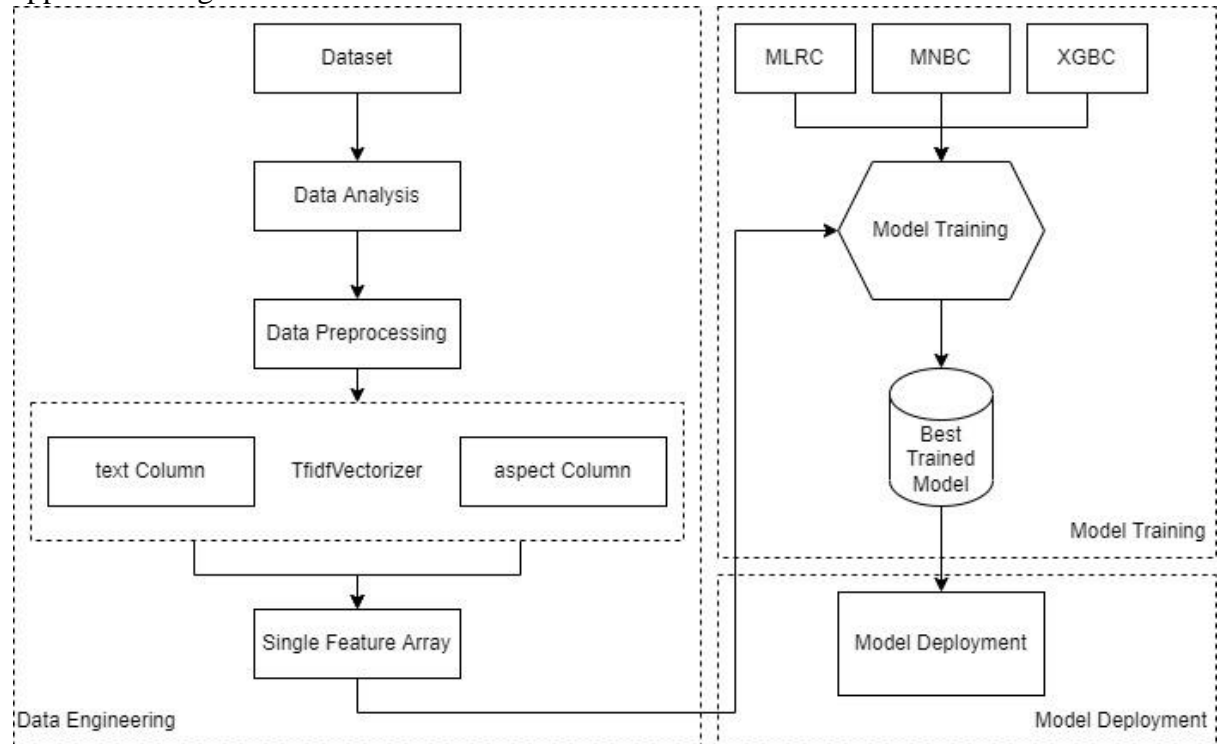 Dataset
Data Analysis
Data Preprocessing
text Column
TfidfVectorizer
aspect Column
Single Feature Array
Data Engineering
MLRC
MNBC
XGBC
Model Training
Best
Trained
Model
Model Training
Model Deployment
Model Deployment